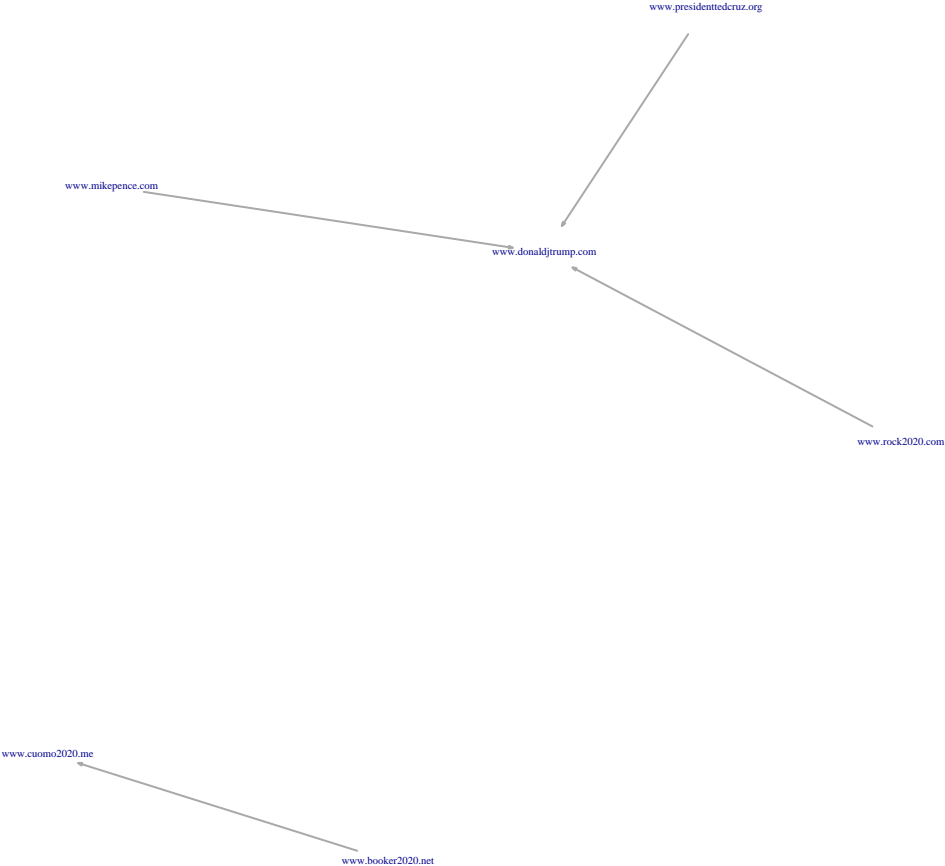 www.presidenttedcruz.org
www.mikepence.com
www.donaldjtrump.com
www.rock2020.com
www.cuomo2020.me
www.booker2020.net